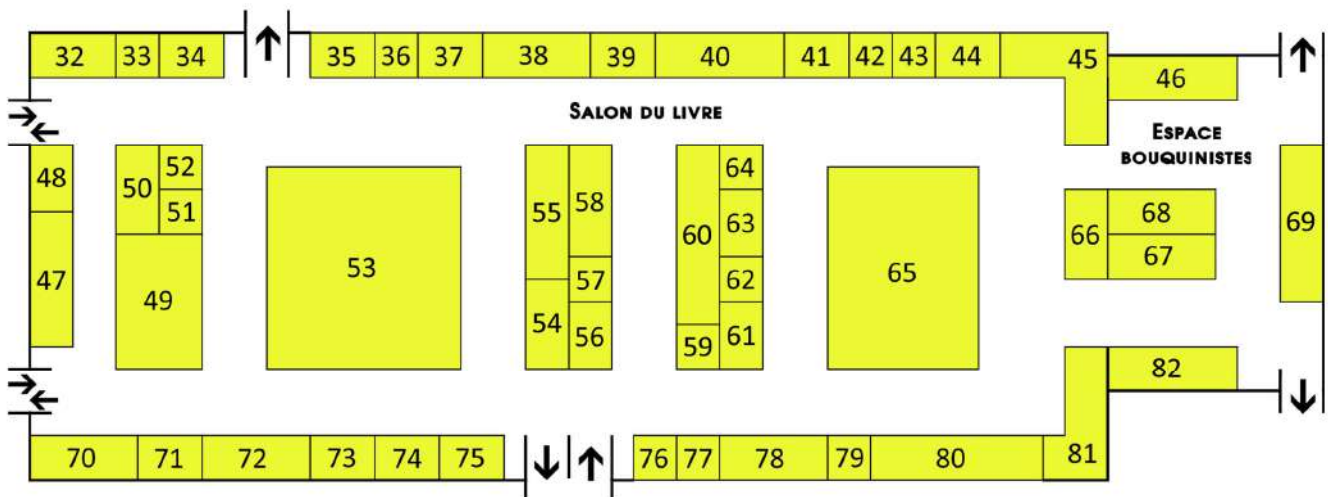 32 33 34 35 36 37 38 39 40 41 42 43 44 45
46
SALON DU LIVRE
ESPACE
BOUQUINISTES
48 50 52 55 58 60 64
51 63 66 68 69
47 49 53 57 62 65 67
54 56 59 61
82
70 71 72 73 74 75 76 77 78 79 80 81